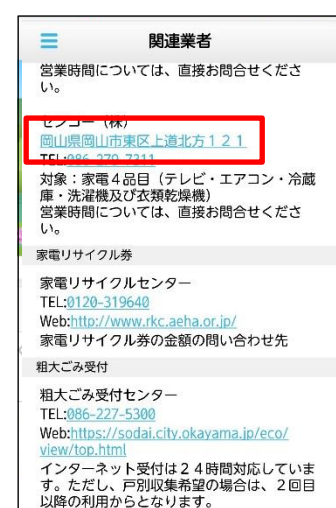 関連業者
営業時間については、直接お問合せくださ
い。
センコー（株）
岡山県岡山市東区上道北方１２１
TEL:086-279-7311
対象：家電４品目（テレビ・エアコン・冷蔵
庫・洗濯機及び衣類乾燥機）
営業時間については、直接お問合せくださ
い。
家電リサイクル券
家電リサイクルセンター
TEL:0120-319640
Web:http://www.rkc.aeha.or.jp/
家電リサイクル券の金額の問い合わせ先
粗大ごみ受付
粗大ごみ受付センター
TEL:086-227-5300
Web:https://sodai.city.okayama.jp/eco/
view/top.html
インターネット受付は２４時間対応していま
す。ただし、戸別収集希望の場合は、２回目
以降の利用からとなります。